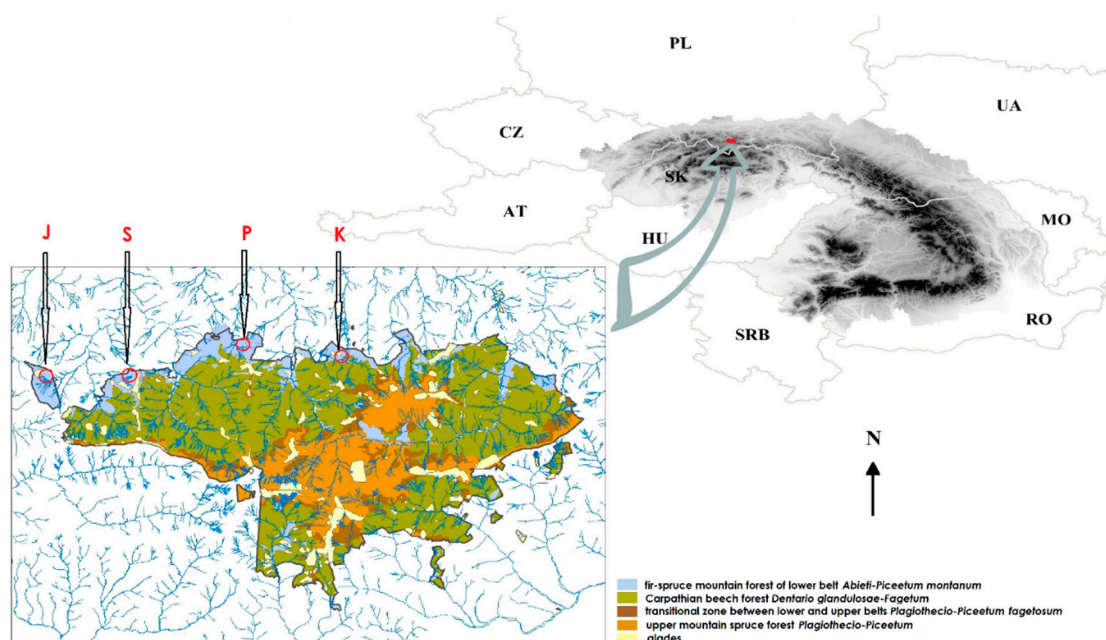 PL
UA
CZ
SK
AT
MO
HU
J S P K
SRB
RO
N
fir-spruce mountain forest of lower belt Abieti-Piceetum montanum
Carpathian beech forest Dentario glandulosae-Fagetum
transitional zone between lower and upper belts Plagiothecio-Piceetum fagetosum
upper mountain spruce forest Plagiothecio-Piceetum
glades